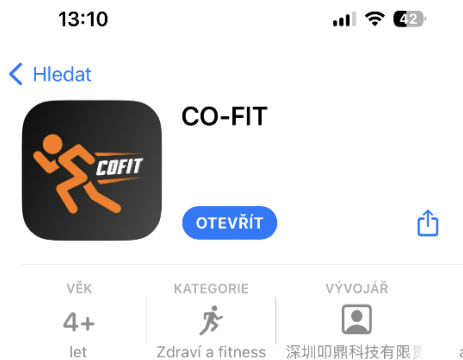 13:10
42
Hledat
CO-FIT
COFIT
OTEVŘÍT
VĚK
KATEGORIE
VÝVOJÁŘ
4+
let
Zdraví a fitness
深圳叩鼎科技有限